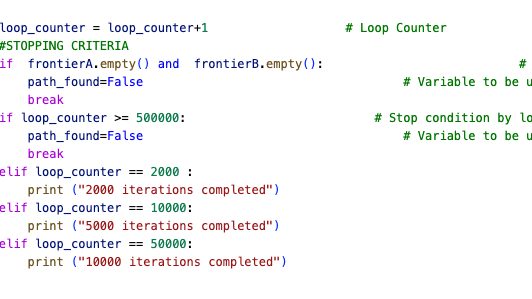 loop_counter = loop_counter+1 # Loop Counter
#STOPPING CRITERIA
if frontierA.empty() and frontierB.empty(): #
path_found=False # Variable to be u
break
if loop_counter >= 500000: # Stop condition by lo
path_found=False # Variable to be u
break
elif loop_counter == 2000 :
print ("2000 iterations completed")
elif loop_counter == 10000:
print ("5000 iterations completed")
elif loop_counter == 50000:
print ("10000 iterations completed")